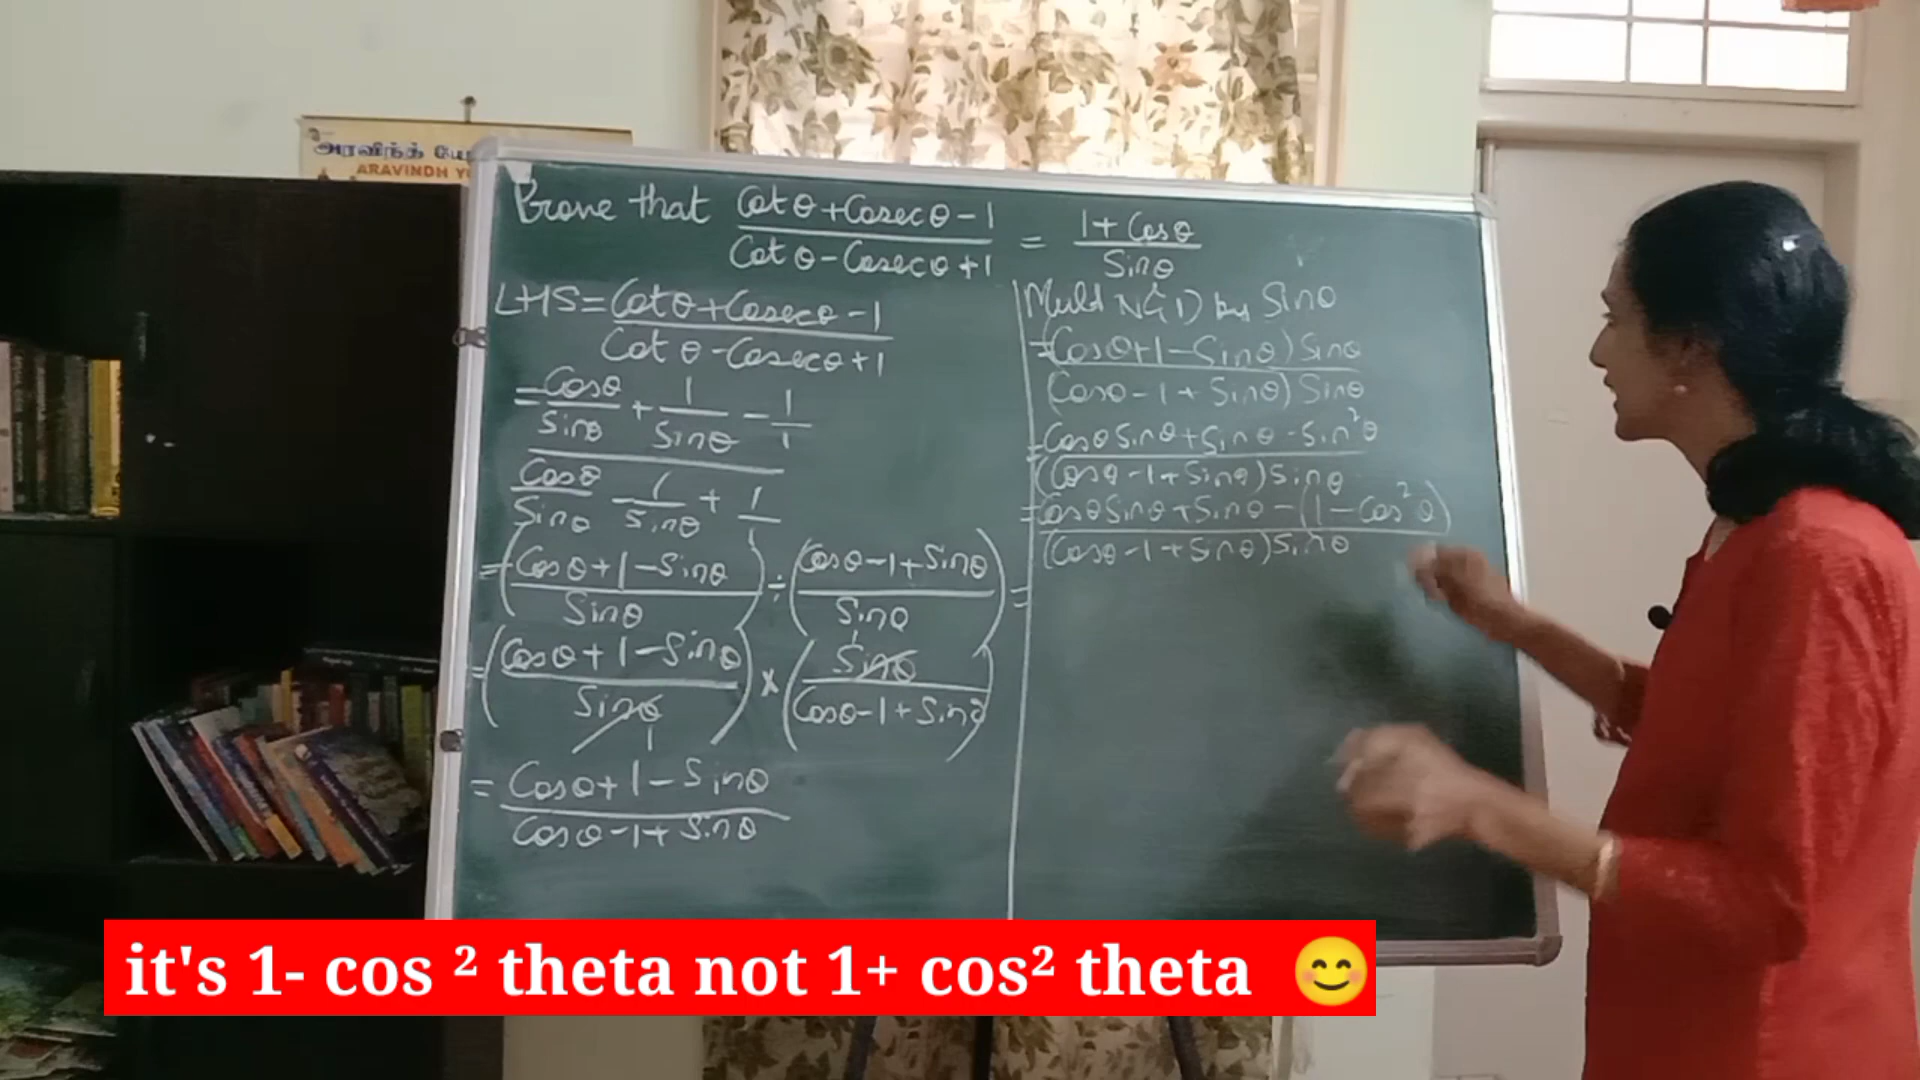 அரவிந்த்
ARAVINDH
Prove that (Cot θ + Cosec θ - 1) / (Cot θ - Cosec θ + 1) = (1 + Cos θ) / Sin θ
LHS = (Cot θ + Cosec θ - 1) / (Cot θ - Cosec θ + 1)
= (Cos θ / Sin θ + 1 / Sin θ - 1 / 1) / (Cos θ / Sin θ - 1 / Sin θ + 1 / 1)
= ((Cos θ + 1 - Sin θ) / Sin θ) ÷ ((Cos θ - 1 + Sin θ) / Sin θ) =
= ((Cos θ + 1 - Sin θ) / Sin θ 1) × (1 Sin θ / (Cos θ - 1 + Sin θ))
= (Cos θ + 1 - Sin θ) / (Cos θ - 1 + Sin θ)
Mult N & D by Sin θ
= (Cos θ + 1 - Sin θ) Sin θ / (Cos θ - 1 + Sin θ) Sin θ
= (Cos θ Sin θ + Sin θ - Sin² θ) / (Cos θ - 1 + Sin θ) Sin θ
= (Cos θ Sin θ + Sin θ - (1 - Cos² θ)) / (Cos θ - 1 + Sin θ) Sin θ
it's 1- cos ² theta not 1+ cos² theta 😊